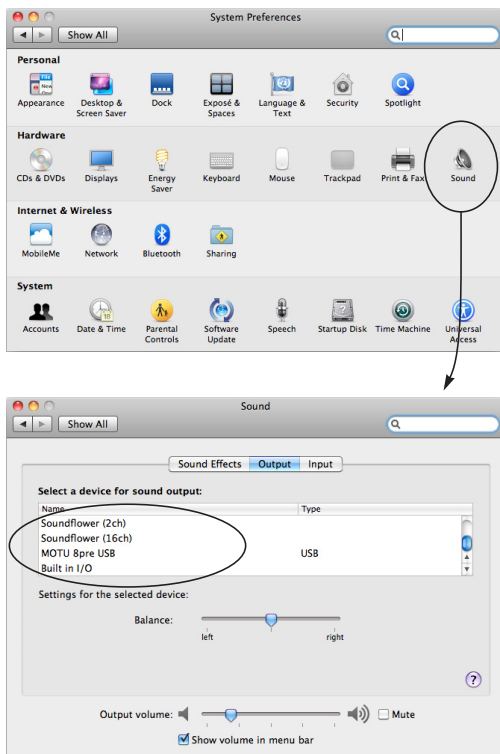 System Preferences
Show All
Personal
Appearance
Desktop &
Screen Saver
Dock
Exposé &
Spaces
Language &
Text
Security
Spotlight
Hardware
CDs & DVDs
Displays
Energy
Saver
Keyboard
Mouse
Trackpad
Print & Fax
Sound
Internet & Wireless
MobileMe
Network
Bluetooth
Sharing
System
Accounts
Date & Time
Parental
Controls
Software
Update
Speech
Startup Disk
Time Machine
Universal
Access
Sound
Show All
Sound Effects Output Input
Select a device for sound output:
Name Type
Soundflower (2ch)
Soundflower (16ch)
MOTU 8pre USB USB
Built in I/O
Settings for the selected device:
Balance:
left right
?
Output volume: Mute
Show volume in menu bar